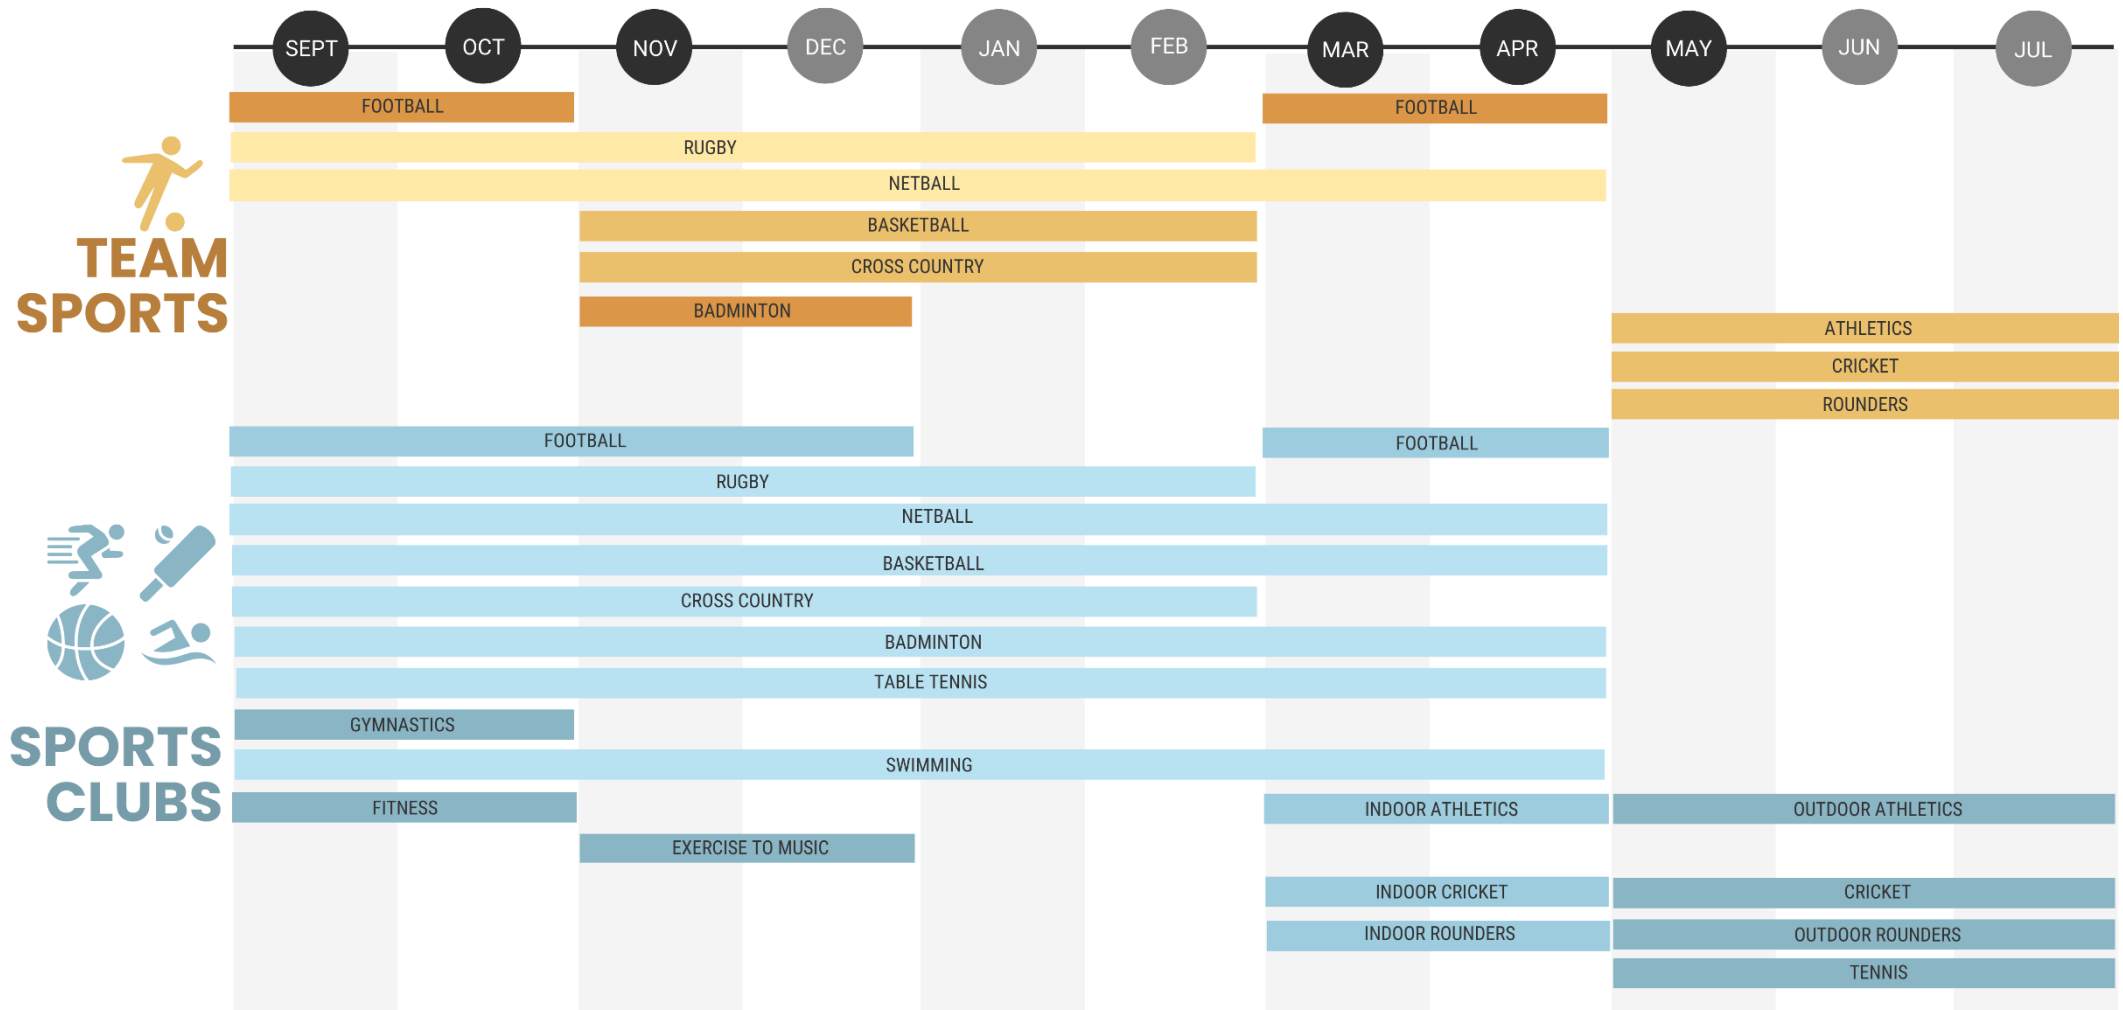 SEPT OCT NOV DEC JAN FEB MAR APR MAY JUN JUL
FOOTBALL FOOTBALL
RUGBY
NETBALL
BASKETBALL
CROSS COUNTRY
BADMINTON
TEAM
SPORTS
ATHLETICS
CRICKET
ROUNDERS
FOOTBALL FOOTBALL
RUGBY
NETBALL
BASKETBALL
CROSS COUNTRY
BADMINTON
TABLE TENNIS
GYMNASTICS
SWIMMING
SPORTS
CLUBS
FITNESS INDOOR ATHLETICS OUTDOOR ATHLETICS
EXERCISE TO MUSIC
INDOOR CRICKET CRICKET
INDOOR ROUNDERS OUTDOOR ROUNDERS
TENNIS